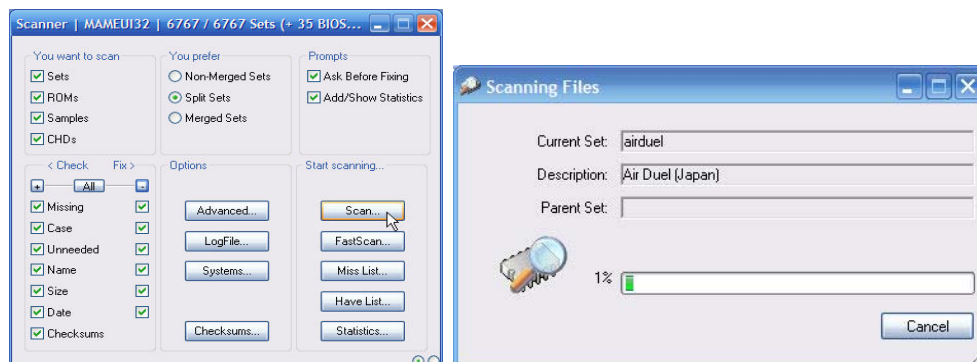 Scanner | MAMEUI32 | 6767 / 6767 Sets (+ 35 BIOS...
You want to scan
Sets
ROMs
Samples
CHDs
You prefer
Non-Merged Sets
Split Sets
Merged Sets
Prompts
Ask Before Fixing
Add/Show Statistics
< Check Fix >
+ All -
Missing
Case
Unneeded
Name
Size
Date
Checksums
Options
Advanced...
LogFile...
Systems...
Checksums...
Start scanning...
Scan...
FastScan...
Miss List...
Have List...
Statistics...
Scanning Files
Current Set: airduel
Description: Air Duel (Japan)
Parent Set:
1%
Cancel